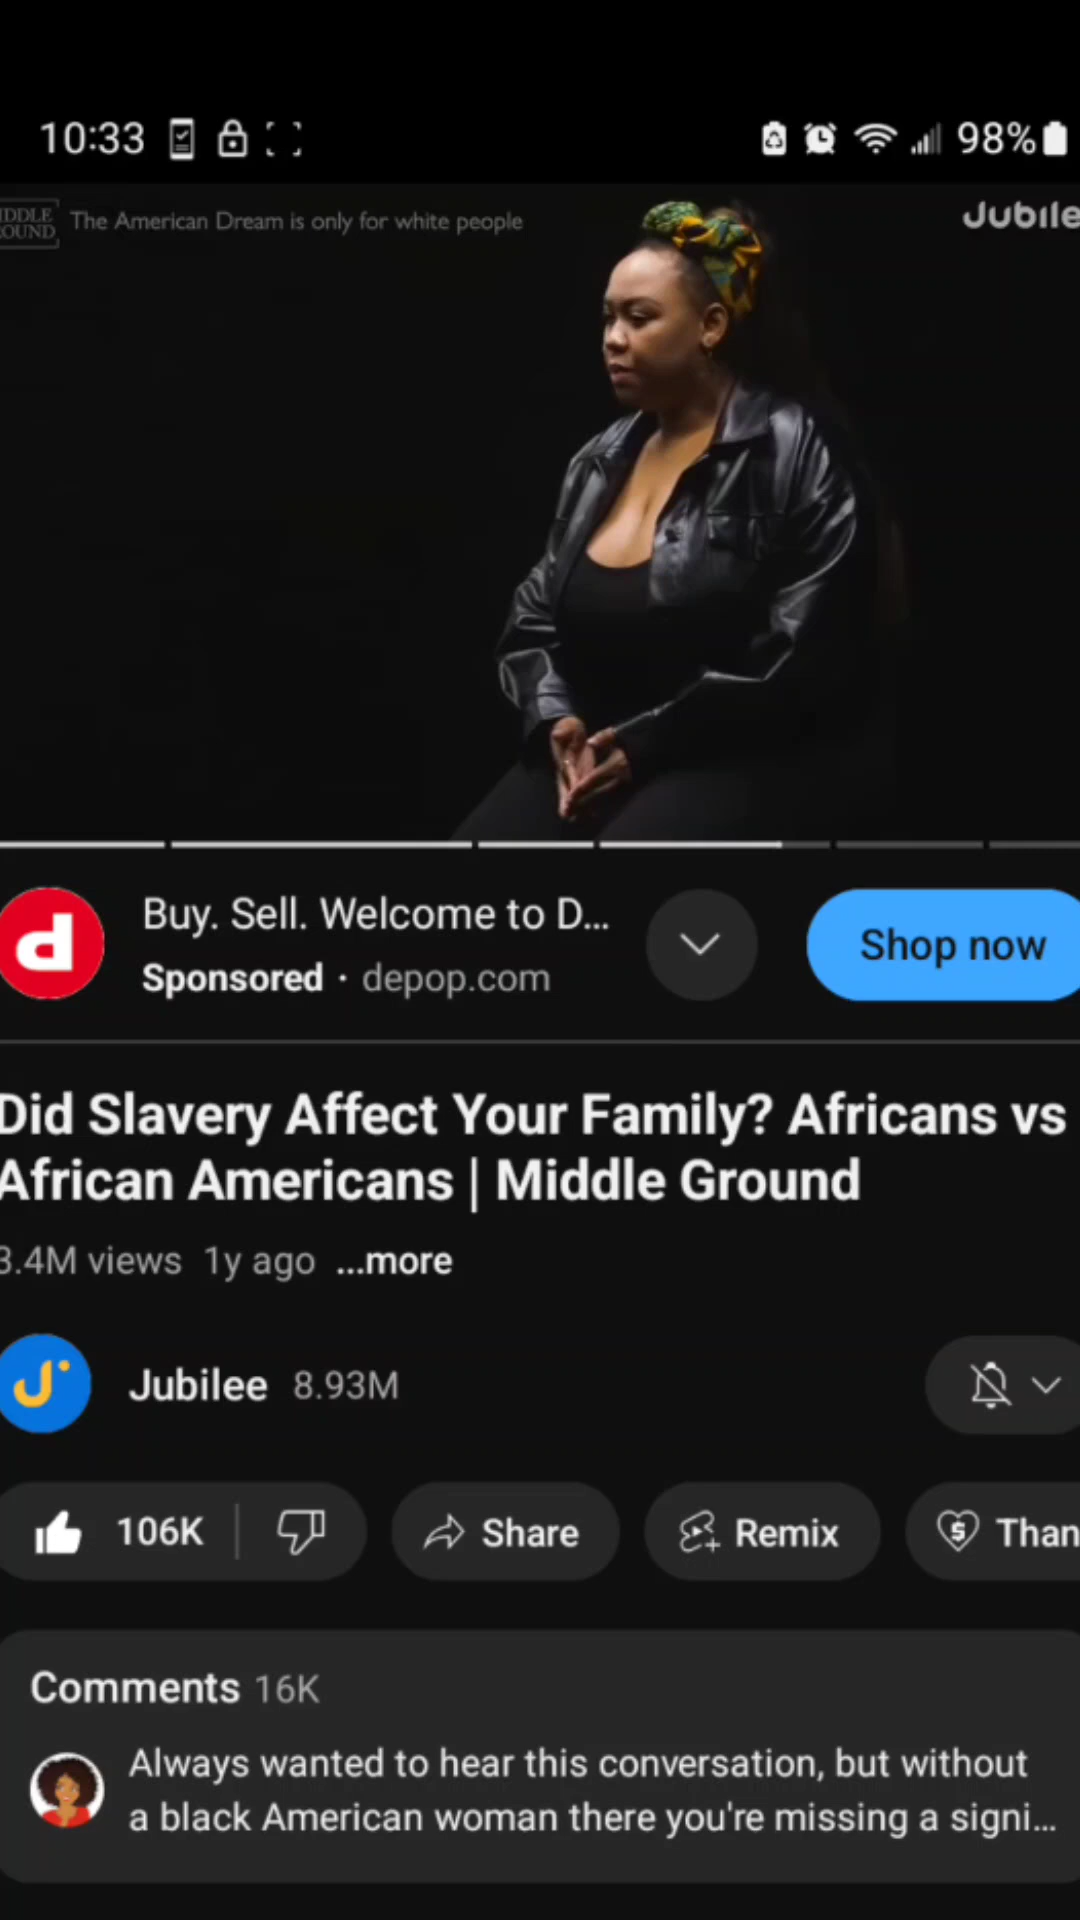 10:33 98%
IDDLE
OUND
The American Dream is only for white people
Jubile
Buy. Sell. Welcome to D...
Sponsored · depop.com
Shop now
Did Slavery Affect Your Family? Africans vs
African Americans | Middle Ground
3.4M views 1y ago ...more
Jubilee 8.93M
106K Share Remix Than
Comments 16K
Always wanted to hear this conversation, but without
a black American woman there you're missing a signi...